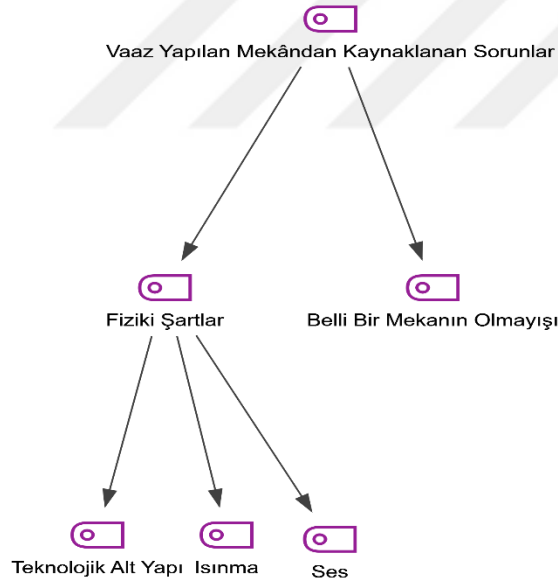 Vaaz Yapılan Mekândan Kaynaklanan Sorunlar
Fiziki Şartlar
Belli Bir Mekanın Olmayışı
Teknolojik Alt Yapı
Isınma
Ses